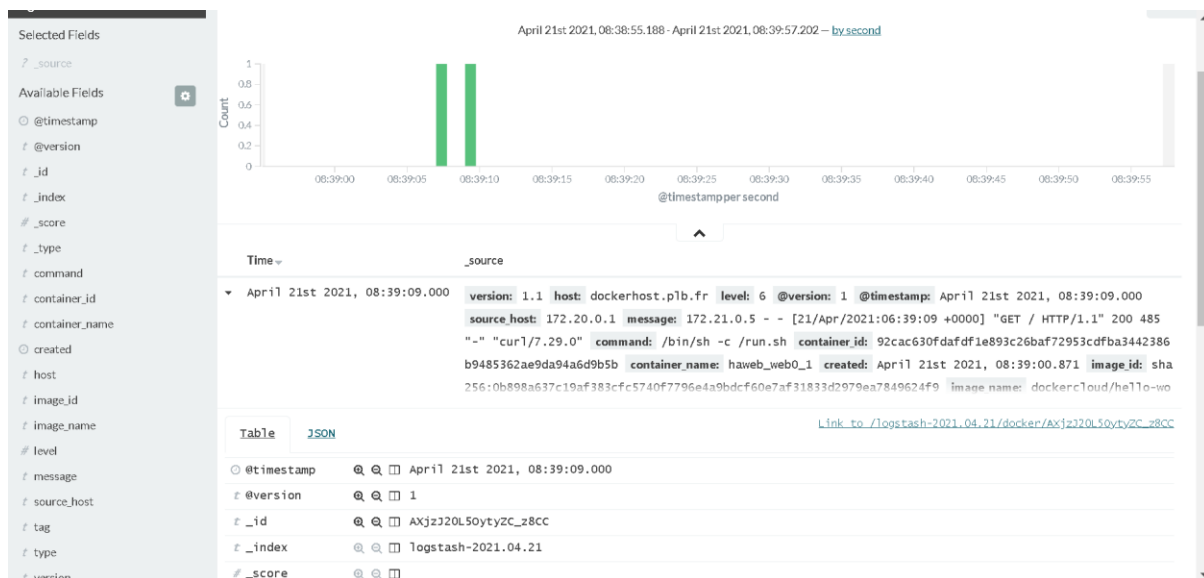 Selected Fields
? _source
Available Fields
@timestamp
t @version
t _id
t _index
# _score
t _type
t command
t container_id
t container_name
created
t host
t image_id
t image_name
# level
t message
t source_host
t tag
t type
t version
April 21st 2021, 08:38:55.188 - April 21st 2021, 08:39:57.202 — by second
Count
1
0.8
0.6
0.4
0.2
0
08:39:00 08:39:05 08:39:10 08:39:15 08:39:20 08:39:25 08:39:30 08:39:35 08:39:40 08:39:45 08:39:50 08:39:55
@timestamp per second
Time _source
April 21st 2021, 08:39:09.000 version: 1.1 host: dockerhost.plb.fr level: 6 @version: 1 @timestamp: April 21st 2021, 08:39:09.000
source_host: 172.20.0.1 message: 172.21.0.5 - - [21/Apr/2021:06:39:09 +0000] "GET / HTTP/1.1" 200 485
"-" "curl/7.29.0" command: /bin/sh -c /run.sh container_id: 92cac630fdafdf1e893c26baf72953cdfba3442386
b9485362ae9da94a6d9b5b container_name: haweb_web0_1 created: April 21st 2021, 08:39:00.871 image_id: sha
256:0b898a637c19af383cfc5740f7796e4a9bdcf60e7af31833d2979ea7849624f9 image_name: dockercloud/hello-wo
Table JSON Link to /logstash-2021.04.21/docker/AXjzJ20L5OytyZC_z8CC
@timestamp April 21st 2021, 08:39:09.000
t @version 1
t _id AXjzJ20L5OytyZC_z8CC
t _index logstash-2021.04.21
# _score